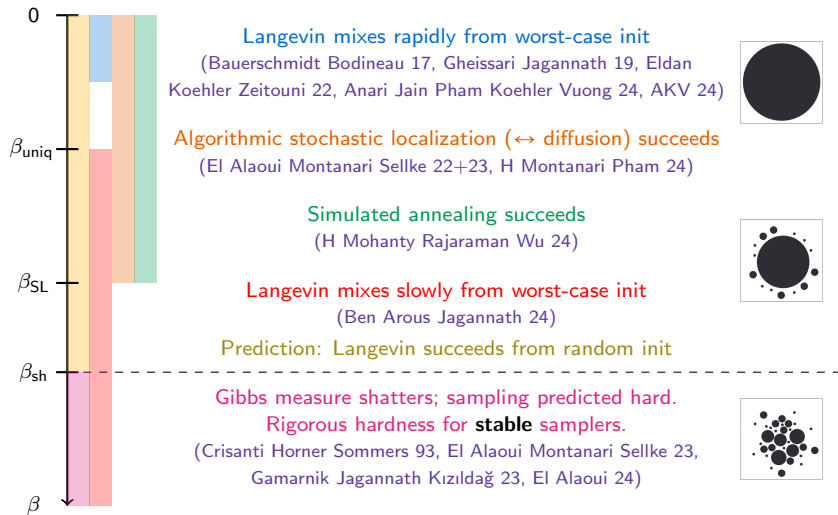 0
Langevin mixes rapidly from worst-case init
(Bauerschmidt Bodineau 17, Gheissari Jagannath 19, Eldan
Koehler Zeitouni 22, Anari Jain Pham Koehler Vuong 24, AKV 24)
β_uniq
Algorithmic stochastic localization (↔ diffusion) succeeds
(El Alaoui Montanari Sellke 22+23, H Montanari Pham 24)
Simulated annealing succeeds
(H Mohanty Rajaraman Wu 24)
β_SL
Langevin mixes slowly from worst-case init
(Ben Arous Jagannath 24)
Prediction: Langevin succeeds from random init
β_sh
Gibbs measure shatters; sampling predicted hard.
Rigorous hardness for stable samplers.
(Crisanti Horner Sommers 93, El Alaoui Montanari Sellke 23,
Gamarnik Jagannath Kızıldağ 23, El Alaoui 24)
β